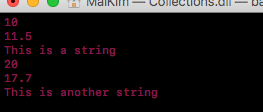 MalKim — Collections.dll — ba
10
11.5
This is a string
20
17.7
This is another string